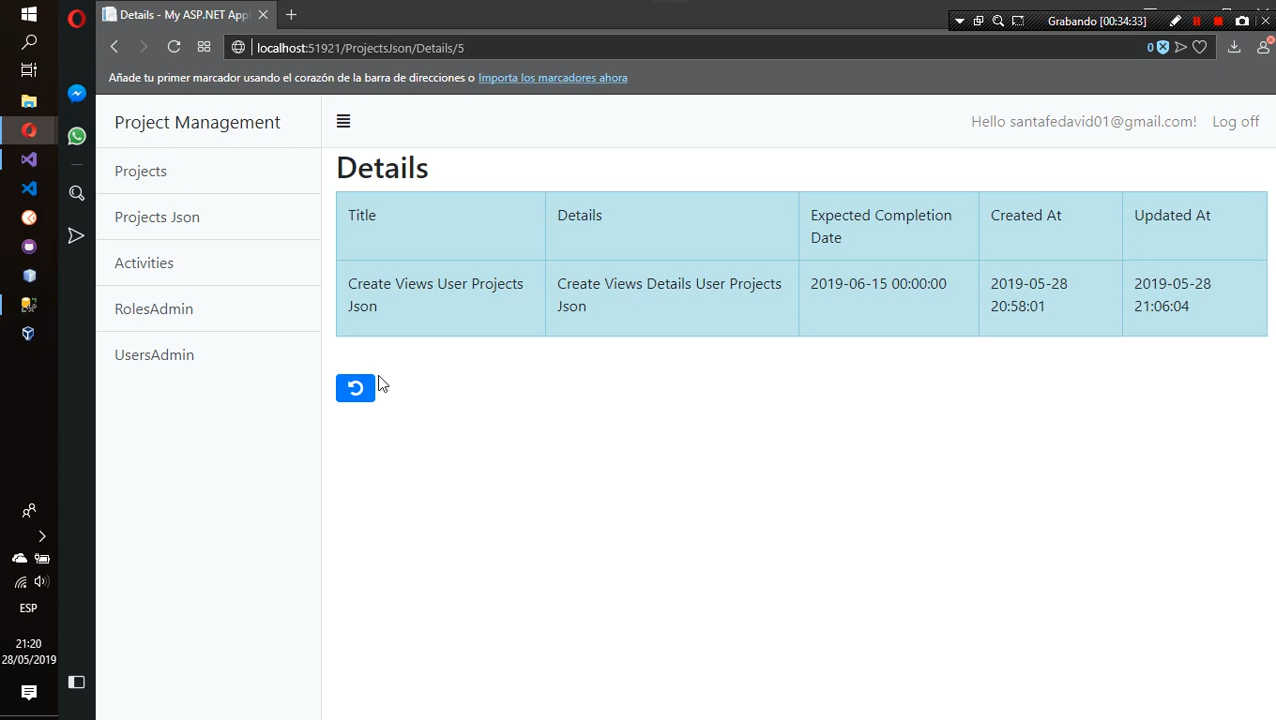 Details - My ASP.NET App
Grabando [00:34:33]
localhost:51921/ProjectsJson/Details/5
0
Añade tu primer marcador usando el corazón de la barra de direcciones o Importa los marcadores ahora
Project Management
Hello santafedavid01@gmail.com! Log off
Projects
Projects Json
Activities
RolesAdmin
UsersAdmin
Details
Title
Details
Expected Completion
Date
Created At
Updated At
Create Views User Projects
Json
Create Views Details User Projects
Json
2019-06-15 00:00:00
2019-05-28
20:58:01
2019-05-28
21:06:04
ESP
21:20
28/05/2019